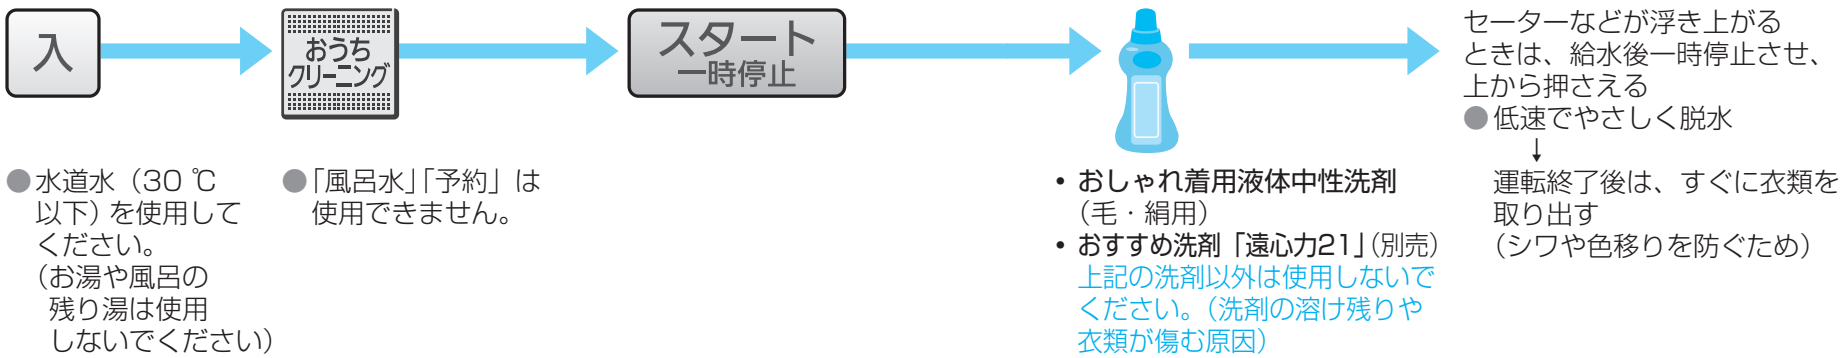 入
おうち
クリーニング
スタート
一時停止
セーターなどが浮き上がる
ときは、給水後一時停止させ、
上から押さえる
●低速でやさしく脱水
↓
運転終了後は、すぐに衣類を
取り出す
(シワや色移りを防ぐため)
●水道水(30 ℃
以下)を使用して
ください。
(お湯や風呂の
残り湯は使用
しないでください)
●「風呂水」「予約」は
使用できません。
• おしゃれ着用液体中性洗剤
(毛・絹用)
• おすすめ洗剤「遠心力21」(別売)
上記の洗剤以外は使用しないで
ください。(洗剤の溶け残りや
衣類が傷む原因)